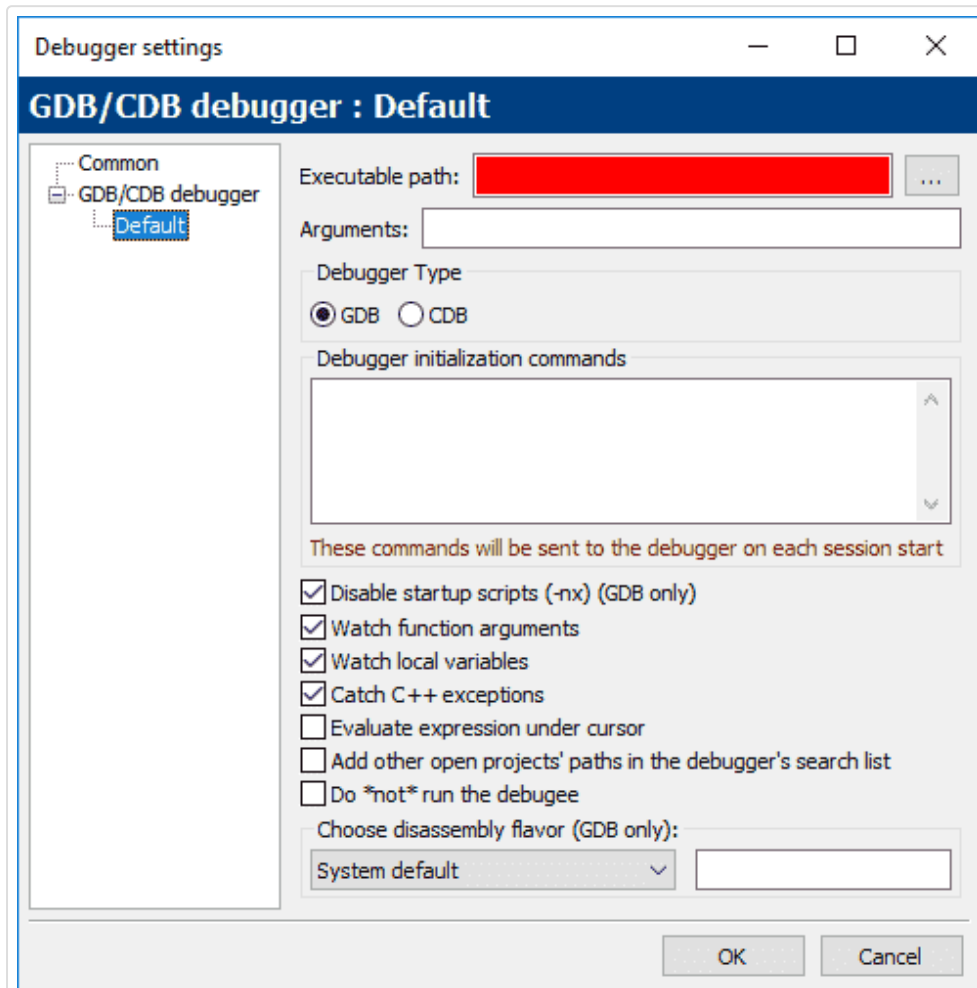 Debugger settings
GDB/CDB debugger : Default
Common
GDB/CDB debugger
Default
Executable path:
...
Arguments:
Debugger Type
GDB CDB
Debugger initialization commands
These commands will be sent to the debugger on each session start
Disable startup scripts (-nx) (GDB only)
Watch function arguments
Watch local variables
Catch C++ exceptions
Evaluate expression under cursor
Add other open projects' paths in the debugger's search list
Do *not* run the debugee
Choose disassembly flavor (GDB only):
System default
OK Cancel